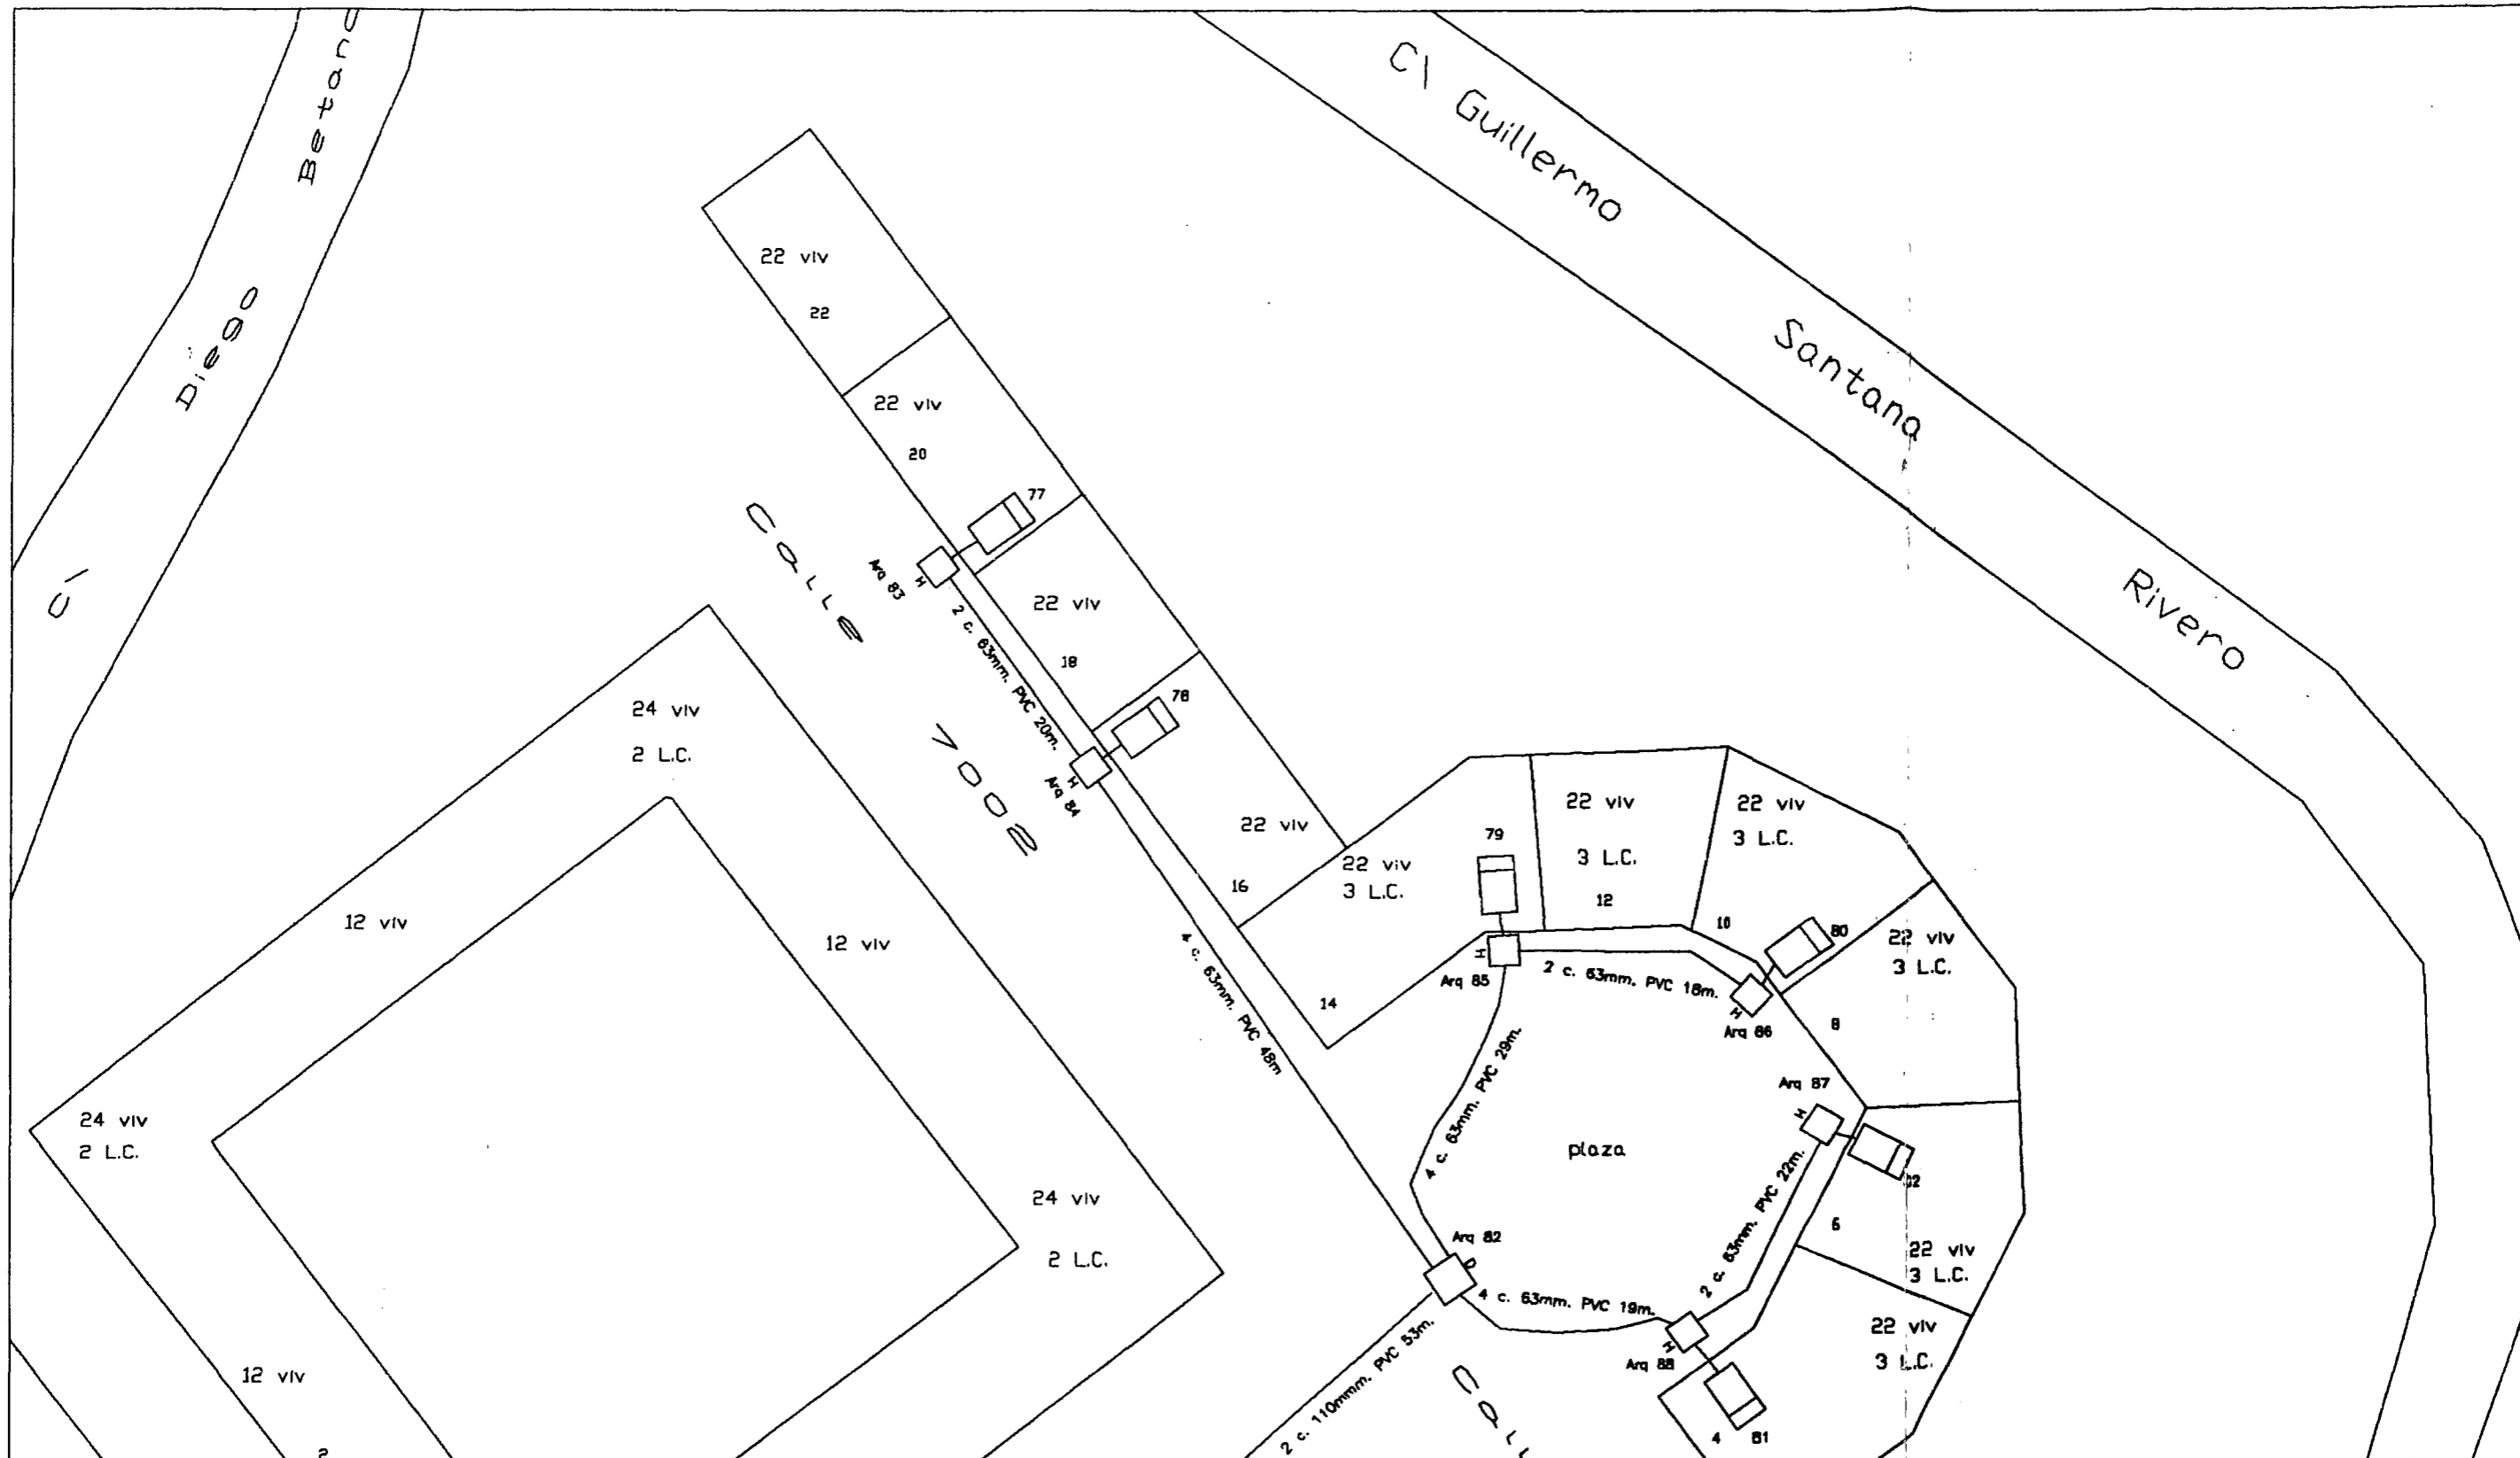 C\ Diego Betanc
C\ Guillermo Santana Rivero
22 viv
22
22 viv
20
77
Arq 83
H
2 c. 63mm. PVC 20m.
22 viv
18
78
H
Arq 84
Calle
24 viv
2 L.C.
12 viv
12 viv
22 viv
16
22 viv
3 L.C.
14
79
22 viv
3 L.C.
12
22 viv
3 L.C.
10
80
22 viv
3 L.C.
8
H
Arq 85
2 c. 63mm. PVC 18m.
H
Arq 86
4 c. 63mm. PVC 48m
4 c. 63mm. PVC 29m.
plaza
Arq 87
H
2 c. 63mm. PVC 22m.
6
22 viv
3 L.C.
24 viv
2 L.C.
24 viv
2 L.C.
Arq 82
D
4 c. 63mm. PVC 19m.
H
Arq 88
22 viv
3 L.C.
4
81
2 c. 110mmm. PVC 53m.
12 viv
Call